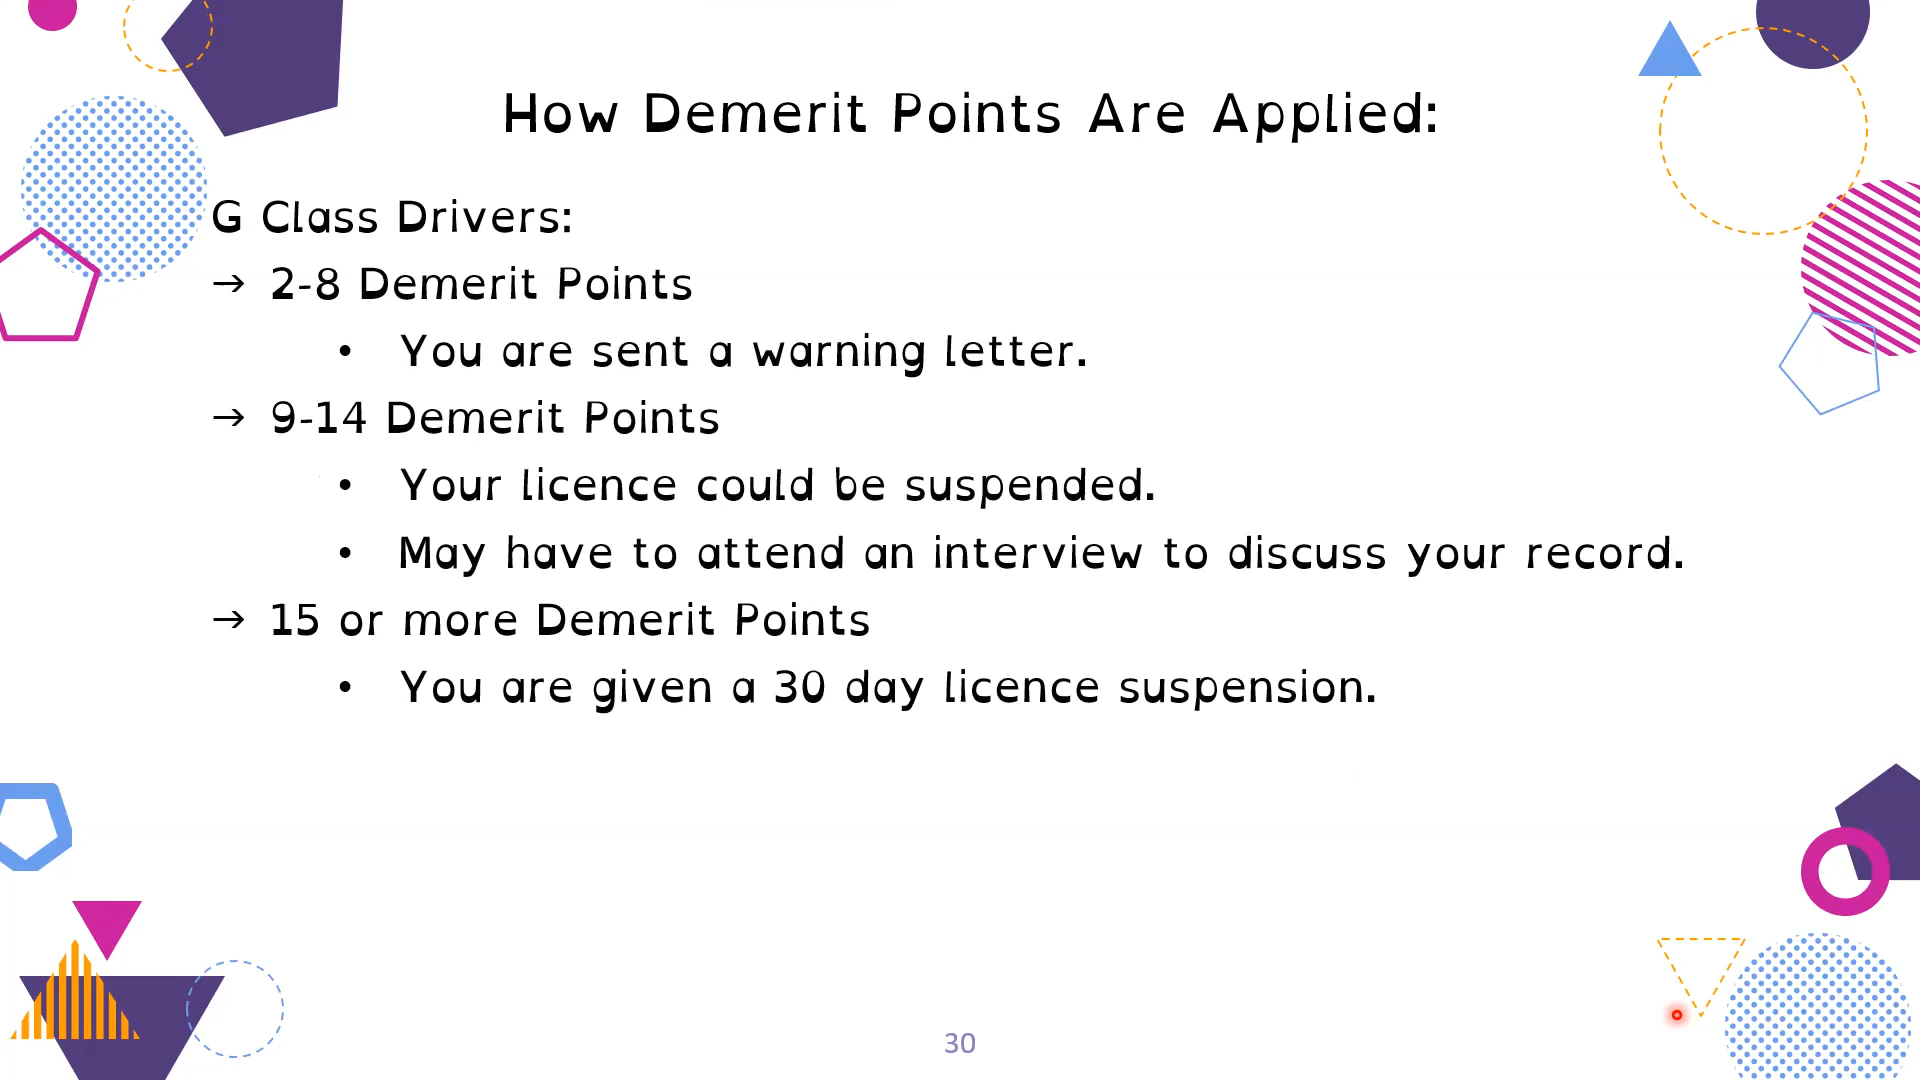 How Demerit Points Are Applied:
G Class Drivers:
→ 2-8 Demerit Points
• You are sent a warning letter.
→ 9-14 Demerit Points
• Your licence could be suspended.
• May have to attend an interview to discuss your record.
→ 15 or more Demerit Points
• You are given a 30 day licence suspension.
30